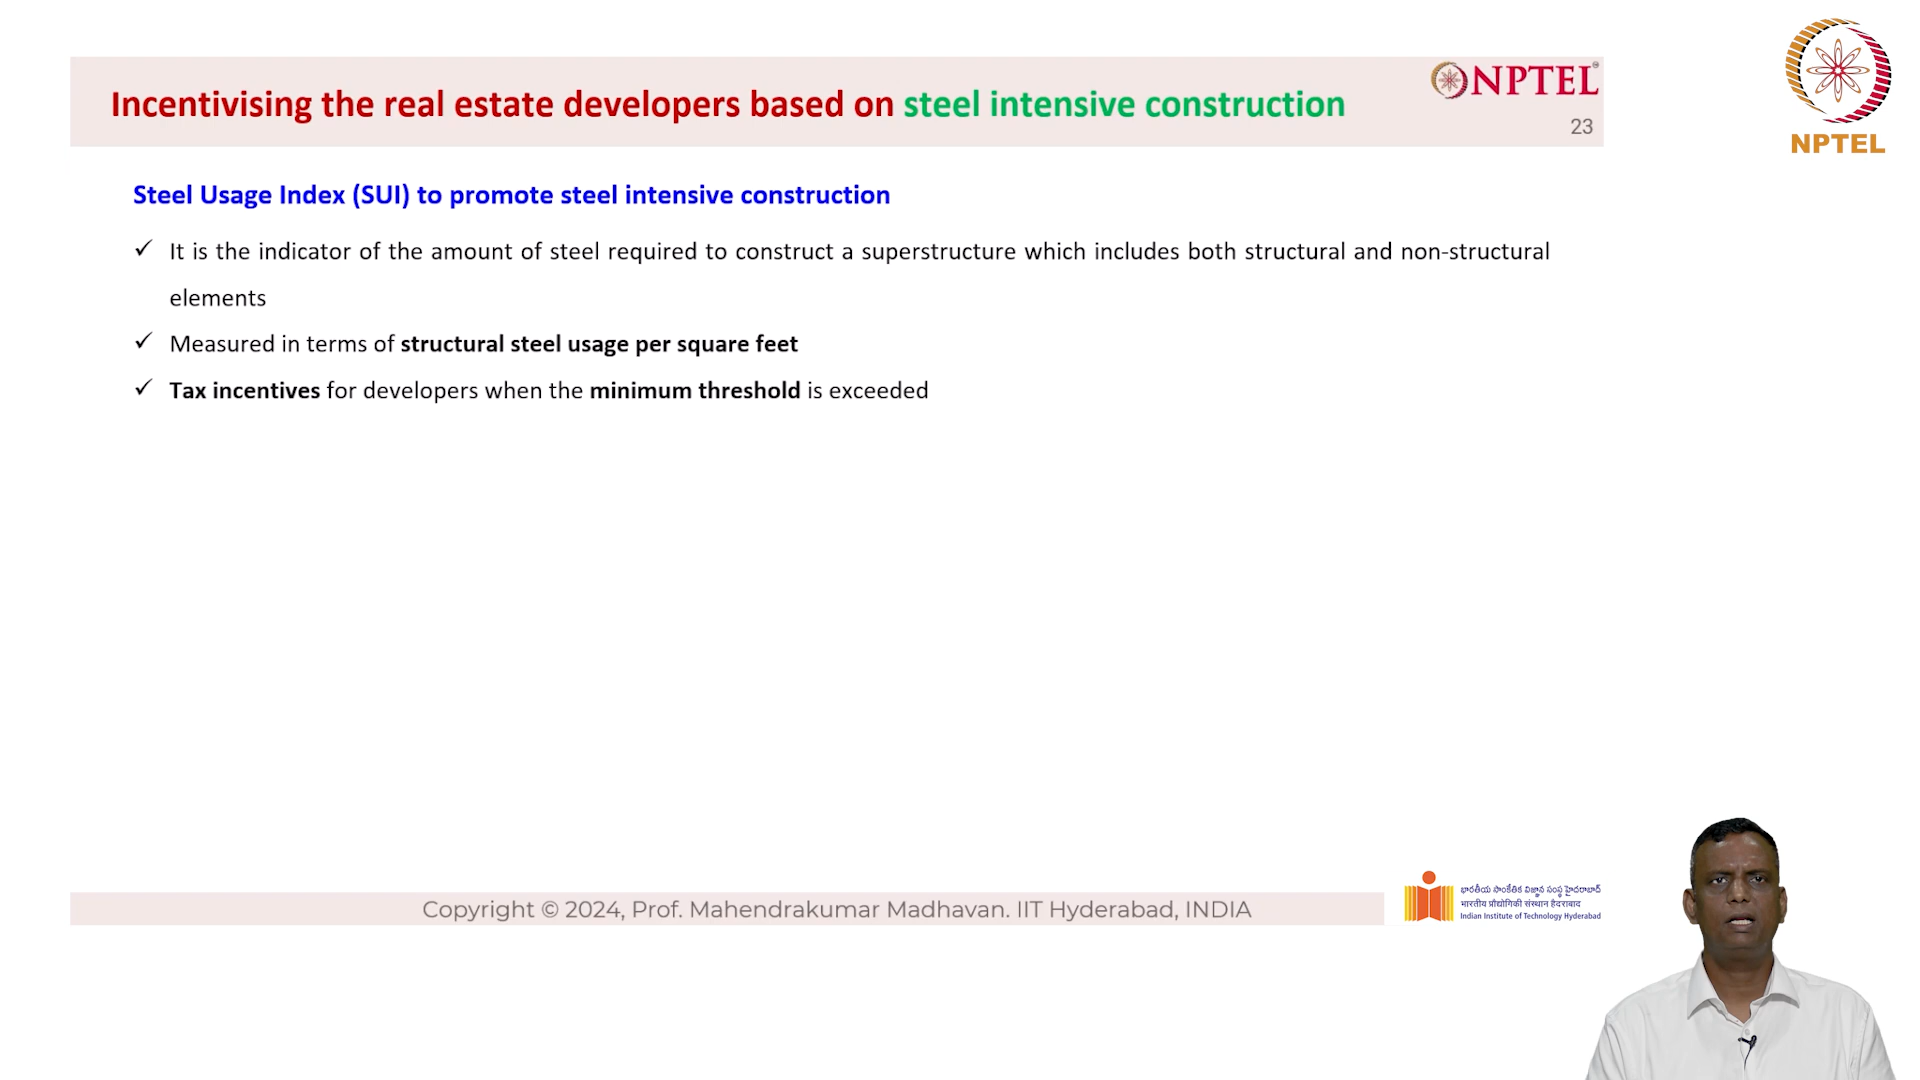 Incentivising the real estate developers based on steel intensive construction
NPTEL
23
NPTEL
Steel Usage Index (SUI) to promote steel intensive construction
✓ It is the indicator of the amount of steel required to construct a superstructure which includes both structural and non-structural
elements
✓ Measured in terms of structural steel usage per square feet
✓ Tax incentives for developers when the minimum threshold is exceeded
Copyright © 2024, Prof. Mahendrakumar Madhavan. IIT Hyderabad, INDIA
భారతీయ సాంకేతిక విజ్ఞాన సంస్థ హైదరాబాద్
भारतीय प्रौद्योगिकी संस्थान हैदराबाद
Indian Institute of Technology Hyderabad